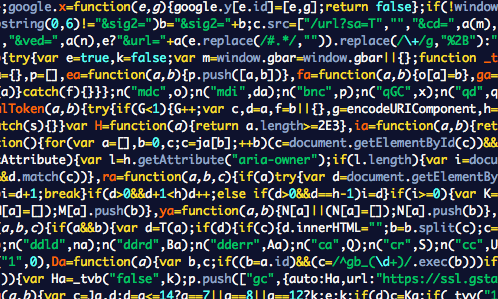 ;google.x=function(e,g){google.y[e.id]=[e,g];return false};if(!window
string(0,6)!="&sig2=")b="&sig2="+b;c.src=["/url?sa=T","","&cd=",a(m),
,"&ved=",a(n),e?"&url="+a(e.replace(/#.*/,"")).replace(/\+/g,"%2B"):"
{try{var e=true,k=false;var m=window.gbar=window.gbar||{};function _t
={},p=[],ea=function(a,b){p.push([a,b])},fa=function(a,b){o[a]=b},ga=
a)}catch(f){}}};n("mdc",o);n("mdi",da);n("bnc",p);n("qGC",x);n("qd",q
ulToken(a,b){try{if(G<1){G++;var c,d=a,f=b||{},g=encodeURIComponent,h=
atch(s){}}var H=function(a){return a.length>=2E3},ia=function(a,b){ret
tion(){for(var a=[],b=0,c;c=ja[b];++b)(c=document.getElementById(c))&&
tAttribute){var l=h.getAttribute("aria-owner");if(l.length){var i=docu
&d.match(c)}},ra=function(a,b,c){if(a)try{var d=document.getElementBy
)i=d+1;break}if(d>0&&d+1<h)d++;else if(d>0&&d==h-1)i=d}if(i>=0){var K=
M[a]=[]);M[a].push(b)},ya=function(a,b){N[a]||(N[a]=[]);N[a].push(b)},
(a,b,c){if(a&&b){var d=T(a);if(d){if(c){d.innerHTML="";b=b.split(c);c=
;n("ddld",na);n("ddrd",Ba);n("dderr",Aa);n("ca",Q);n("cr",S);n("cc",U
"1",0),Da=function(a){var b,c;if((b=a.id)&&(c=/^gb_(\d+)/.exec(b)))if
)){var Ha=_tvb("false",k);p.push(["gc",{auto:Ha,url:"https://ssl.gsta